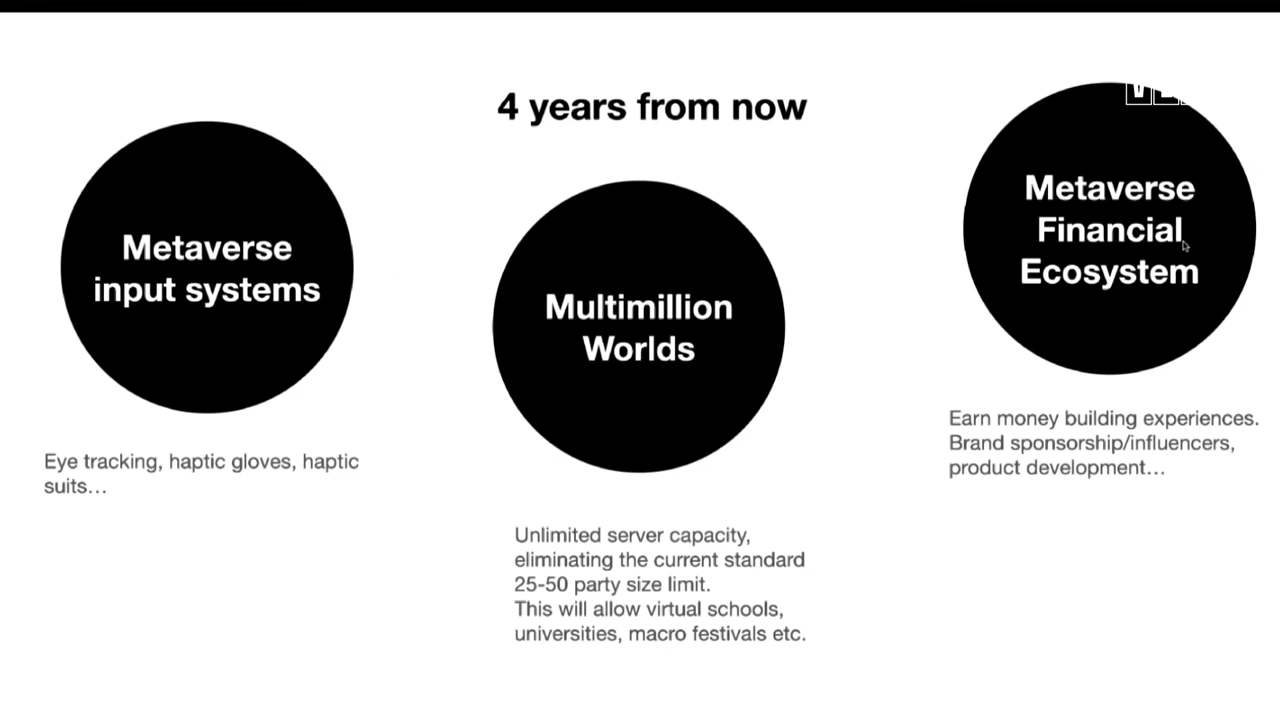 4 years from now
Metaverse
input systems
Eye tracking, haptic gloves, haptic
suits…
Multimillion
Worlds
Unlimited server capacity,
eliminating the current standard
25-50 party size limit.
This will allow virtual schools,
universities, macro festivals etc.
Metaverse
Financial
Ecosystem
Earn money building experiences.
Brand sponsorship/influencers,
product development…